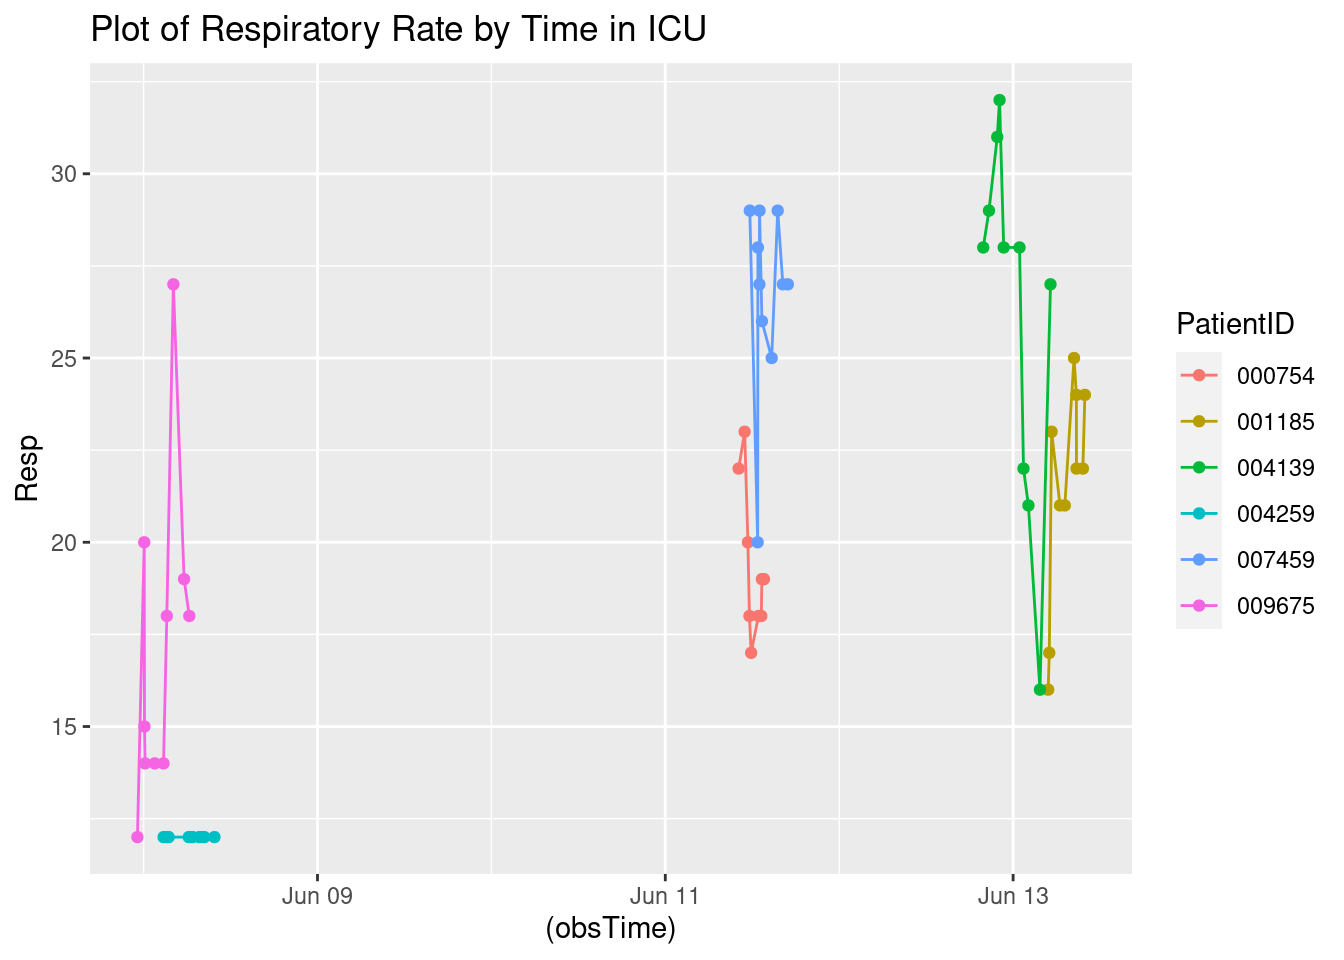 Plot of Respiratory Rate by Time in ICU
30
25
20
15
Resp
Jun 09
Jun 11
Jun 13
(obsTime)
PatientID
000754
001185
004139
004259
007459
009675